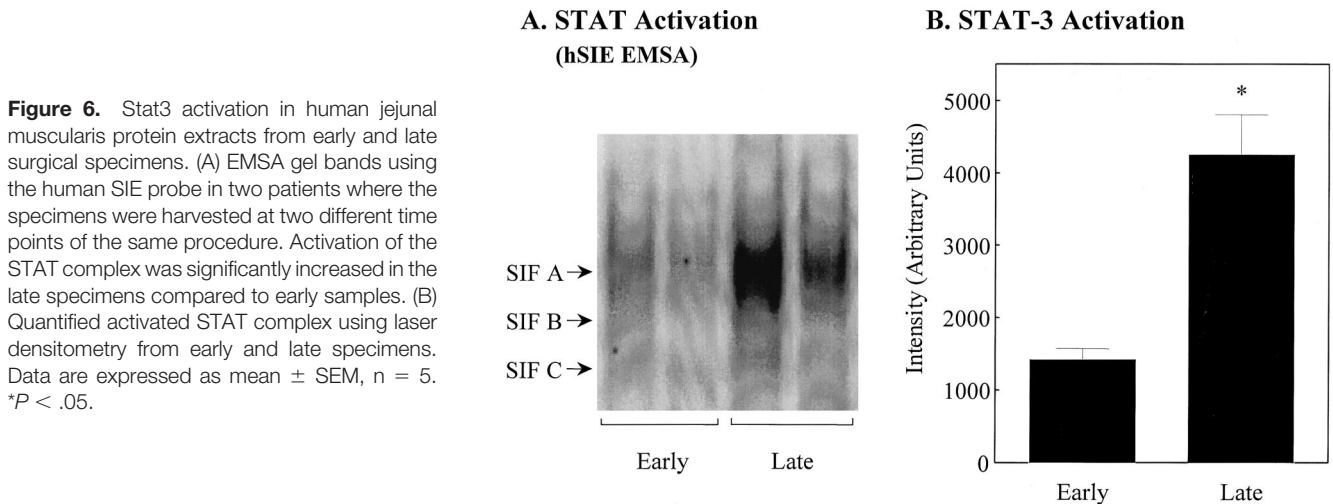 Figure 6. Stat3 activation in human jejunal
muscularis protein extracts from early and late
surgical specimens. (A) EMSA gel bands using
the human SIE probe in two patients where the
specimens were harvested at two different time
points of the same procedure. Activation of the
STAT complex was significantly increased in the
late specimens compared to early samples. (B)
Quantified activated STAT complex using laser
densitometry from early and late specimens.
Data are expressed as mean ± SEM, n = 5.
*P < .05.
A. STAT Activation
(hSIE EMSA)
SIF A
SIF B
SIF C
Early
Late
B. STAT-3 Activation
Intensity (Arbitrary Units)
5000
4000
3000
2000
1000
0
*
Early
Late